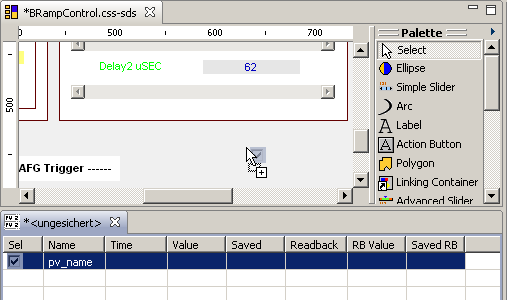 *BRampControl.css-sds
600
700
500
Delay2 uSEC
62
AFG Trigger ------
Palette
Select
Ellipse
Simple Slider
Arc
Label
Action Button
Polygon
Linking Container
Advanced Slider
*<ungesichert>
Sel Name Time Value Saved Readback RB Value Saved RB
pv_name